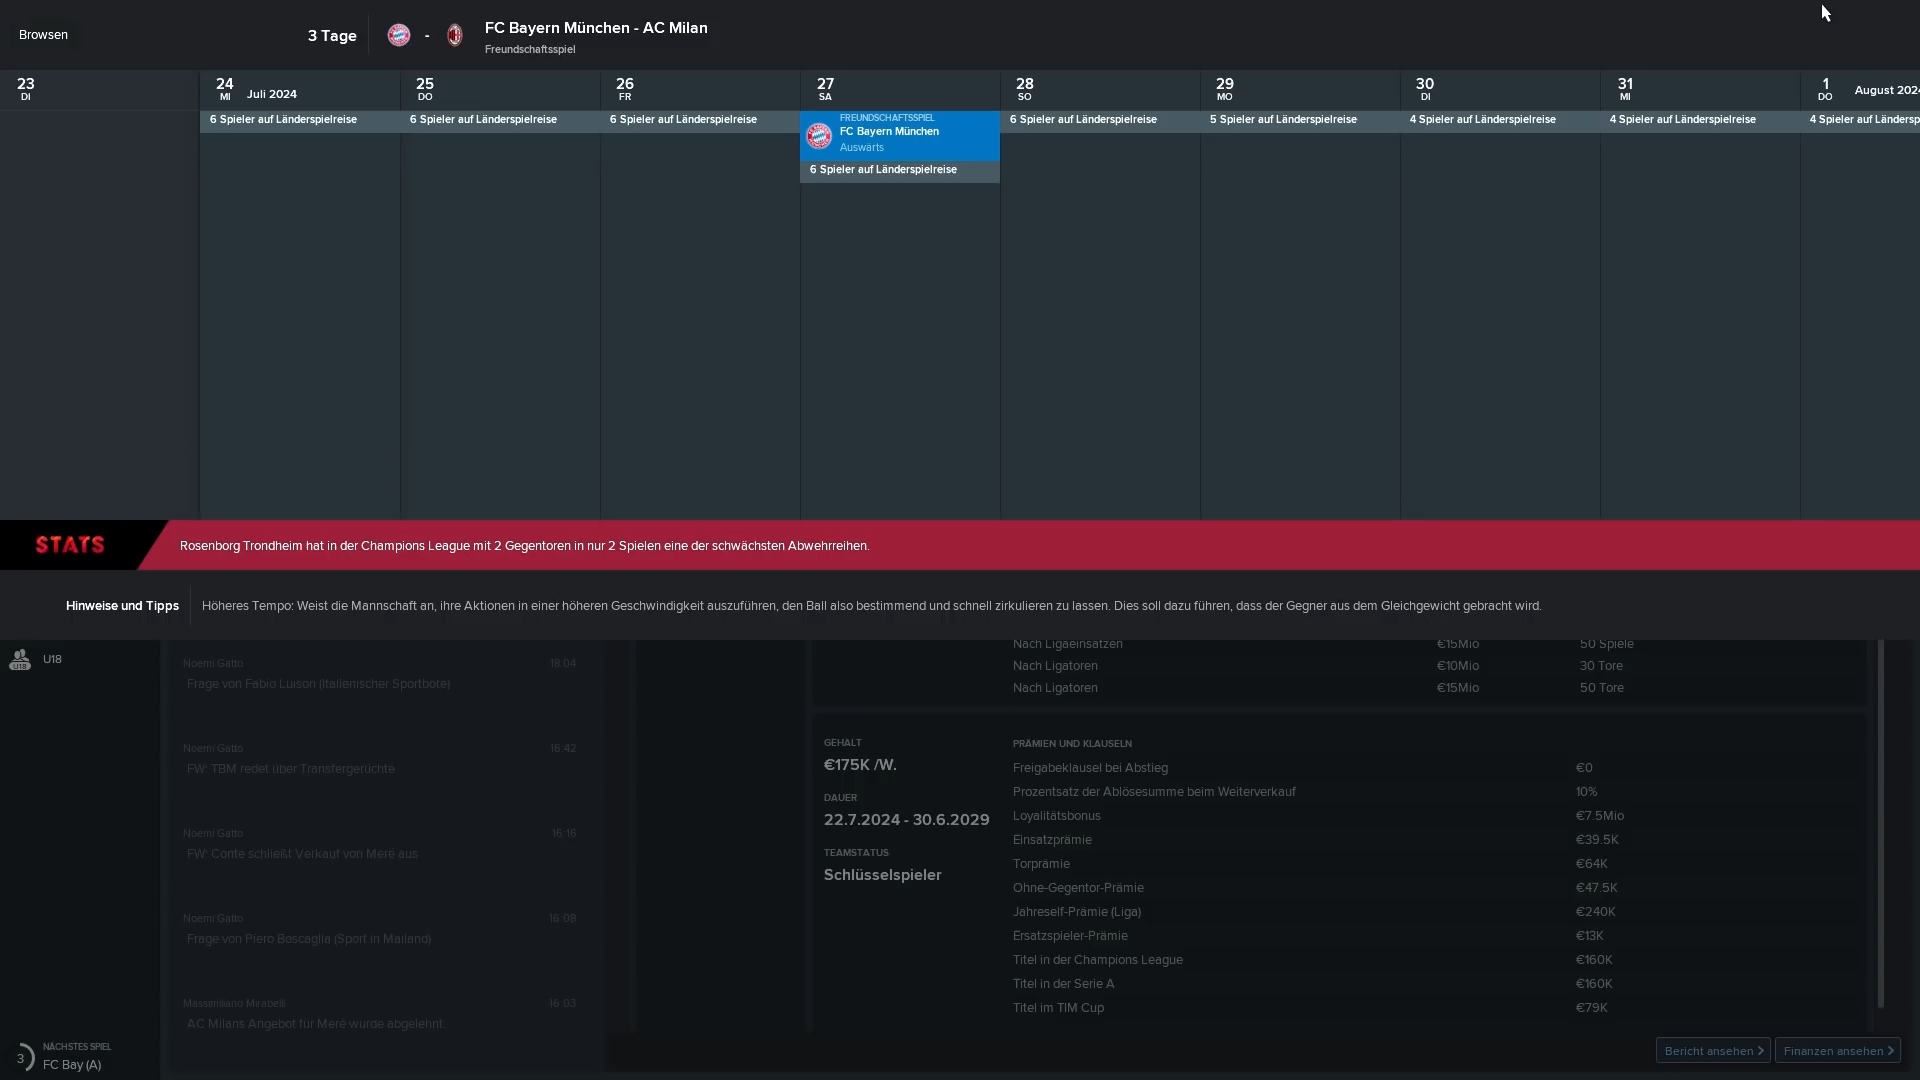 Browsen
3 Tage
-
FC Bayern München - AC Milan
Freundschaftsspiel
23
DI
24
MI
Juli 2024
25
DO
26
FR
27
SA
28
SO
29
MO
30
DI
31
MI
1
DO
August 2024
6 Spieler auf Länderspielreise
6 Spieler auf Länderspielreise
6 Spieler auf Länderspielreise
FREUNDSCHAFTSSPIEL
FC Bayern München
Auswärts
6 Spieler auf Länderspielreise
6 Spieler auf Länderspielreise
5 Spieler auf Länderspielreise
4 Spieler auf Länderspielreise
4 Spieler auf Länderspielreise
4 Spieler auf Ländersp
STATS
Rosenborg Trondheim hat in der Champions League mit 2 Gegentoren in nur 2 Spielen eine der schwächsten Abwehrreihen.
Hinweise und Tipps
Höheres Tempo: Weist die Mannschaft an, ihre Aktionen in einer höheren Geschwindigkeit auszuführen, den Ball also bestimmend und schnell zirkulieren zu lassen. Dies soll dazu führen, dass der Gegner aus dem Gleichgewicht gebracht wird.
U18
U18
Noemi Gatto 18:04
Frage von Fabio Luison (Italienischer Sportbote)
Noemi Gatto 16:42
FW: TBM redet über Transfergerüchte
Noemi Gatto 16:16
FW: Conte schließt Verkauf von Meré aus
Noemi Gatto 16:08
Frage von Piero Boscaglia (Sport in Mailand)
Massimiliano Mirabelli 16:03
AC Milans Angebot für Meré wurde abgelehnt.
3
NÄCHSTES SPIEL
FC Bay (A)
Nach Ligaeinsätzen €15Mio 50 Spiele
Nach Ligatoren €10Mio 30 Tore
Nach Ligatoren €15Mio 50 Tore
GEHALT
€175K /W.
DAUER
22.7.2024 - 30.6.2029
TEAMSTATUS
Schlüsselspieler
PRÄMIEN UND KLAUSELN
Freigabeklausel bei Abstieg €0
Prozentsatz der Ablösesumme beim Weiterverkauf 10%
Loyalitätsbonus €7.5Mio
Einsatzprämie €39.5K
Torprämie €64K
Ohne-Gegentor-Prämie €47.5K
Jahreself-Prämie (Liga) €240K
Ersatzspieler-Prämie €13K
Titel in der Champions League €160K
Titel in der Serie A €160K
Titel im TIM Cup €79K
Bericht ansehen
Finanzen ansehen